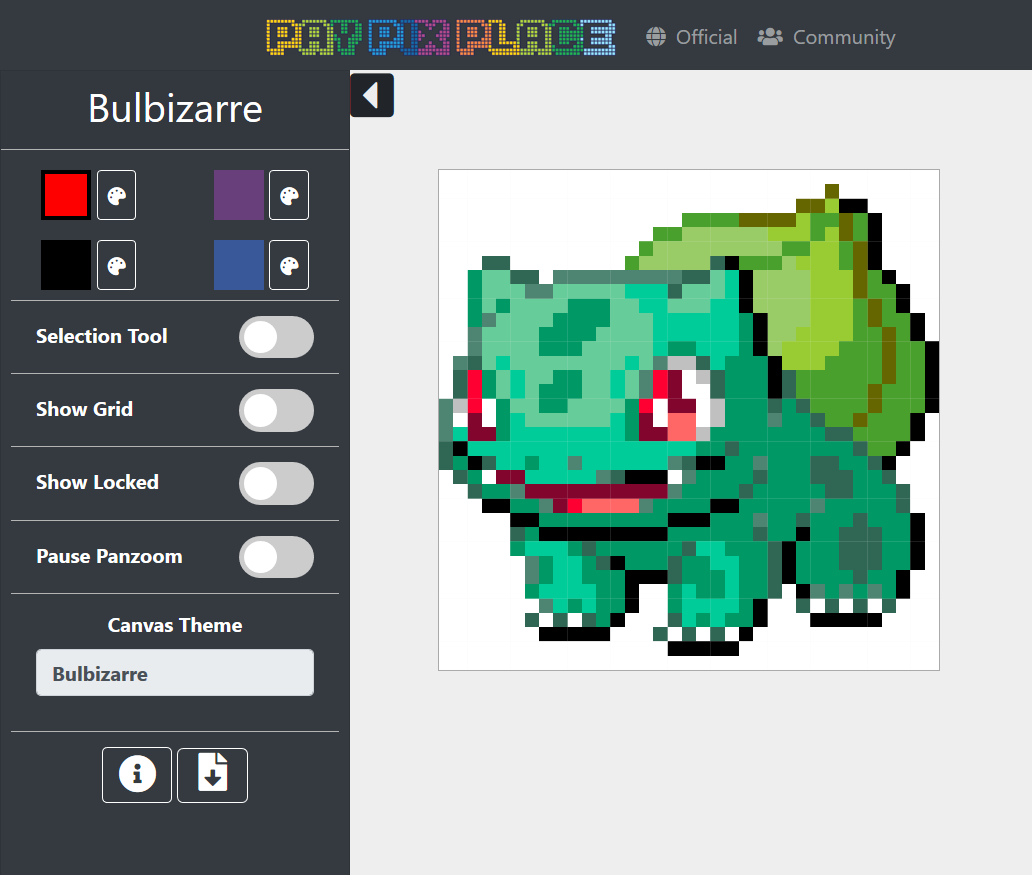 PAY PIX PLACE
Official
Community
Bulbizarre
Selection Tool
Show Grid
Show Locked
Pause Panzoom
Canvas Theme
Bulbizarre